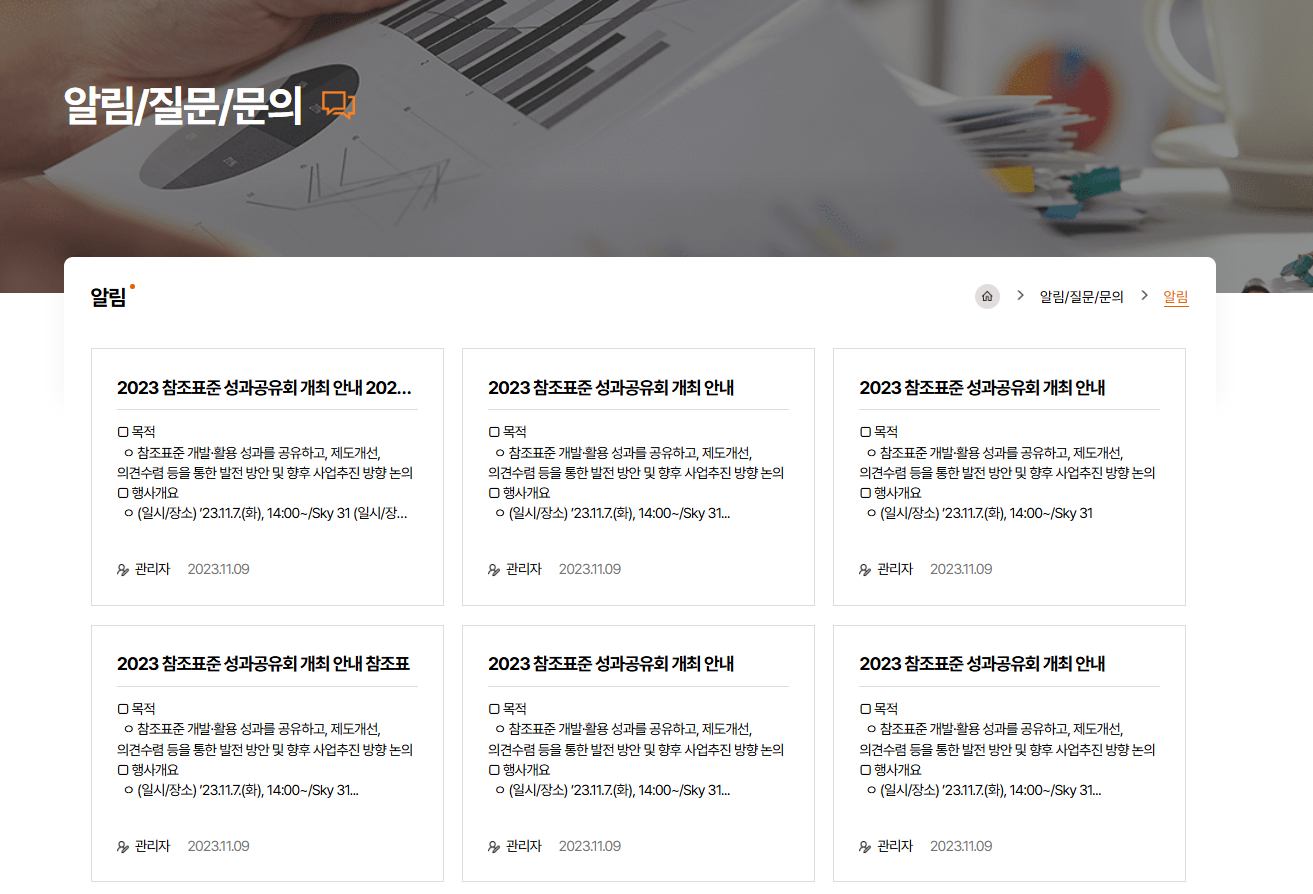 알림/질문/문의
알림
알림/질문/문의
알림
2023 참조표준 성과공유회 개최 안내 202...
□ 목적
ㅇ 참조표준 개발·활용 성과를 공유하고, 제도개선,
의견수렴 등을 통한 발전 방안 및 향후 사업추진 방향 논의
□ 행사개요
ㅇ (일시/장소) ’23.11.7.(화), 14:00~/Sky 31 (일시/장...
관리자 2023.11.09
2023 참조표준 성과공유회 개최 안내
□ 목적
ㅇ 참조표준 개발·활용 성과를 공유하고, 제도개선,
의견수렴 등을 통한 발전 방안 및 향후 사업추진 방향 논의
□ 행사개요
ㅇ (일시/장소) ’23.11.7.(화), 14:00~/Sky 31...
관리자 2023.11.09
2023 참조표준 성과공유회 개최 안내
□ 목적
ㅇ 참조표준 개발·활용 성과를 공유하고, 제도개선,
의견수렴 등을 통한 발전 방안 및 향후 사업추진 방향 논의
□ 행사개요
ㅇ (일시/장소) ’23.11.7.(화), 14:00~/Sky 31
관리자 2023.11.09
2023 참조표준 성과공유회 개최 안내 참조표
□ 목적
ㅇ 참조표준 개발·활용 성과를 공유하고, 제도개선,
의견수렴 등을 통한 발전 방안 및 향후 사업추진 방향 논의
□ 행사개요
ㅇ (일시/장소) ’23.11.7.(화), 14:00~/Sky 31...
관리자 2023.11.09
2023 참조표준 성과공유회 개최 안내
□ 목적
ㅇ 참조표준 개발·활용 성과를 공유하고, 제도개선,
의견수렴 등을 통한 발전 방안 및 향후 사업추진 방향 논의
□ 행사개요
ㅇ (일시/장소) ’23.11.7.(화), 14:00~/Sky 31...
관리자 2023.11.09
2023 참조표준 성과공유회 개최 안내
□ 목적
ㅇ 참조표준 개발·활용 성과를 공유하고, 제도개선,
의견수렴 등을 통한 발전 방안 및 향후 사업추진 방향 논의
□ 행사개요
ㅇ (일시/장소) ’23.11.7.(화), 14:00~/Sky 31...
관리자 2023.11.09